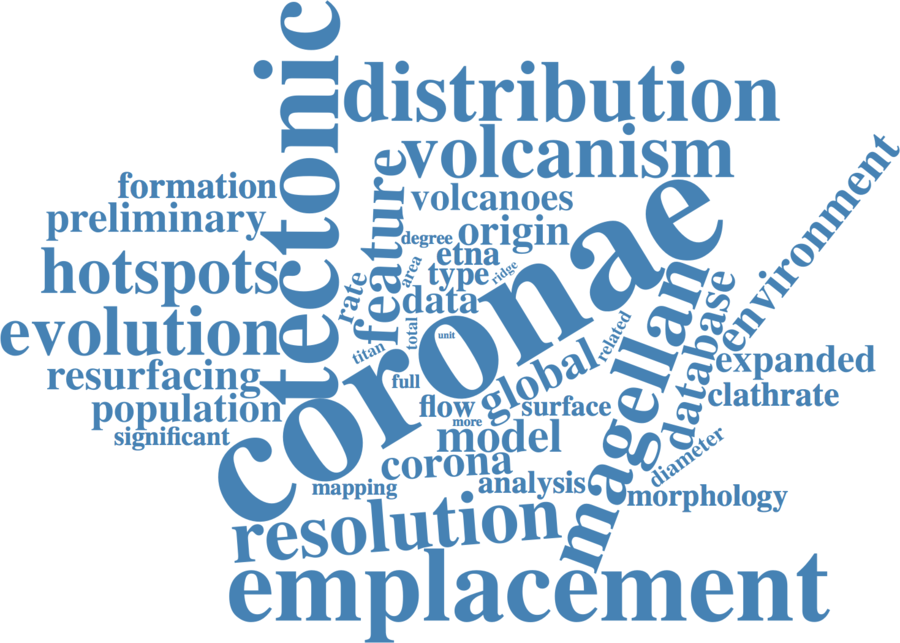 tectonic
distribution
volcanism
feature
formation
volcanoes
preliminary
degree
origin
environment
etna
area
hotspots
type
ridge
coronae
rate
data
magellan
database
evolution
total
unit
related
titan
global
expanded
resurfacing
full
clathrate
population
flow
surface
more
significant
model
diameter
corona
mapping
analysis
morphology
resolution
emplacement